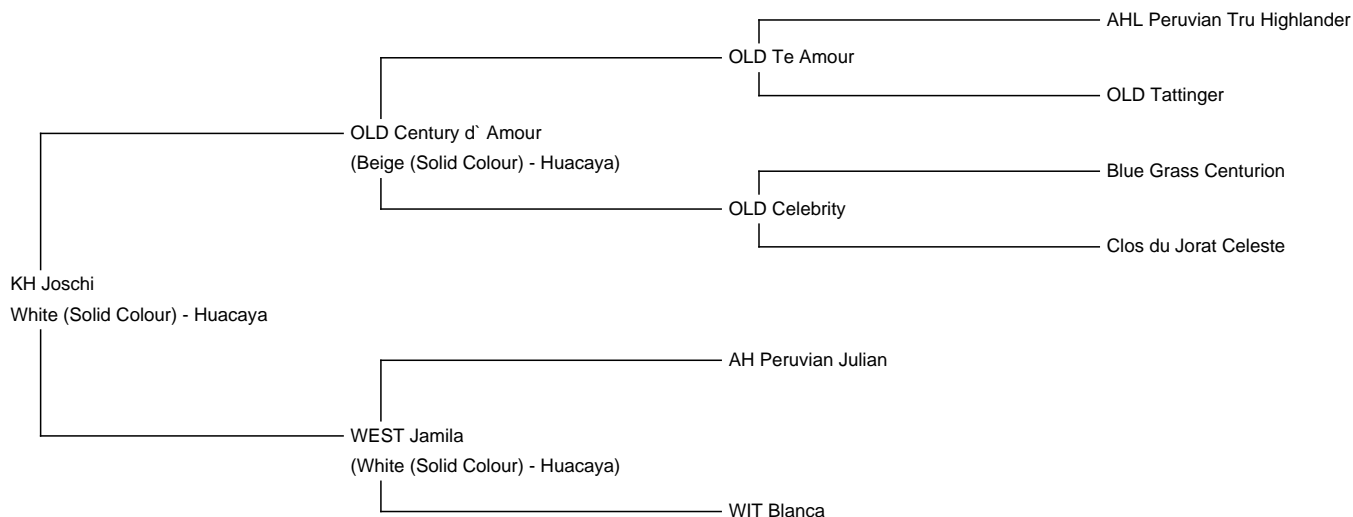 AHL Peruvian Tru Highlander
OLD Te Amour
OLD Tattinger
OLD Century d` Amour
(Beige (Solid Colour) - Huacaya)
Blue Grass Centurion
OLD Celebrity
Clos du Jorat Celeste
KH Joschi
White (Solid Colour) - Huacaya
AH Peruvian Julian
WEST Jamila
(White (Solid Colour) - Huacaya)
WIT Blanca